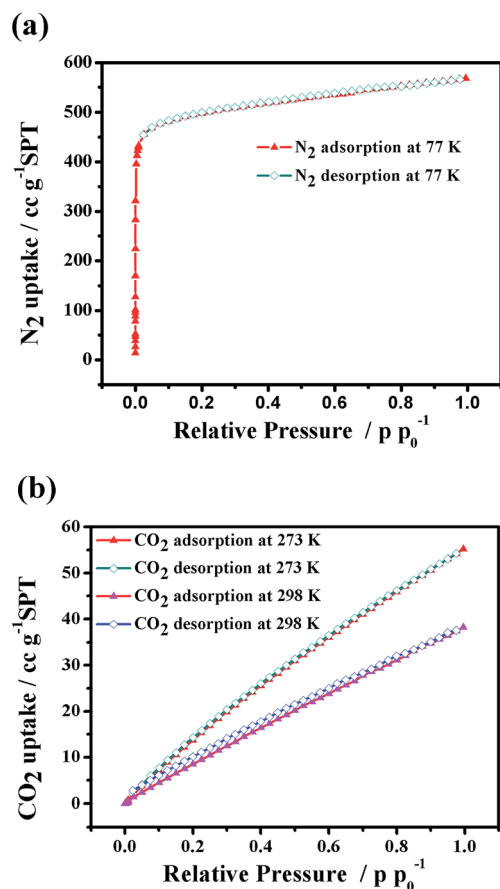 (a)
600
500
400
300
200
100
0
N2 uptake / cc g-1SPT
N2 adsorption at 77 K
N2 desorption at 77 K
0.0 0.2 0.4 0.6 0.8 1.0
Relative Pressure / p p0-1
(b)
60
50
40
30
20
10
0
CO2 uptake / cc g-1SPT
CO2 adsorption at 273 K
CO2 desorption at 273 K
CO2 adsorption at 298 K
CO2 desorption at 298 K
0.0 0.2 0.4 0.6 0.8 1.0
Relative Pressure / p p0-1